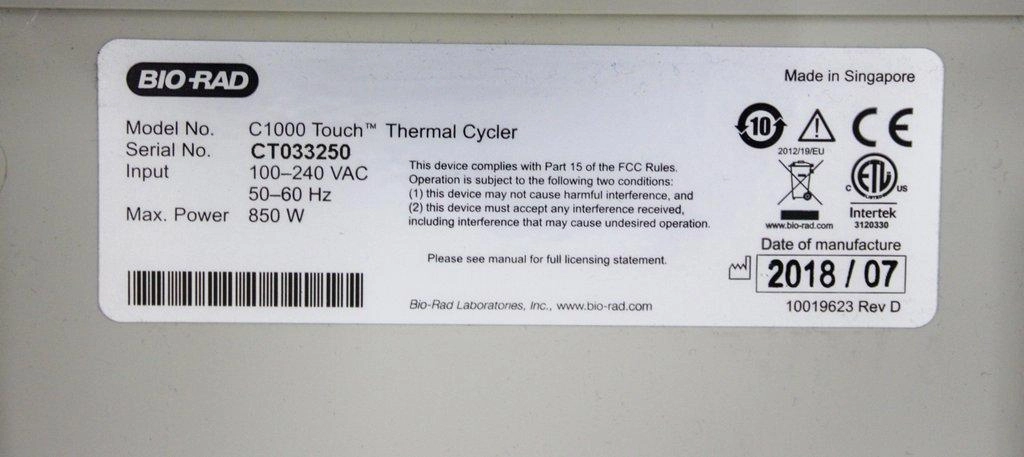 BIO-RAD
Made in Singapore
Model No. C1000 Touch™ Thermal Cycler
Serial No. CT033250
Input 100–240 VAC
50–60 Hz
Max. Power 850 W
This device complies with Part 15 of the FCC Rules.
Operation is subject to the following two conditions:
(1) this device may not cause harmful interference, and
(2) this device must accept any interference received,
including interference that may cause undesired operation.
Please see manual for full licensing statement.
Bio-Rad Laboratories, Inc., www.bio-rad.com
10
CE
2012/19/EU
www.bio-rad.com
C ETL US
Intertek
3120330
Date of manufacture
2018 / 07
10019623 Rev D